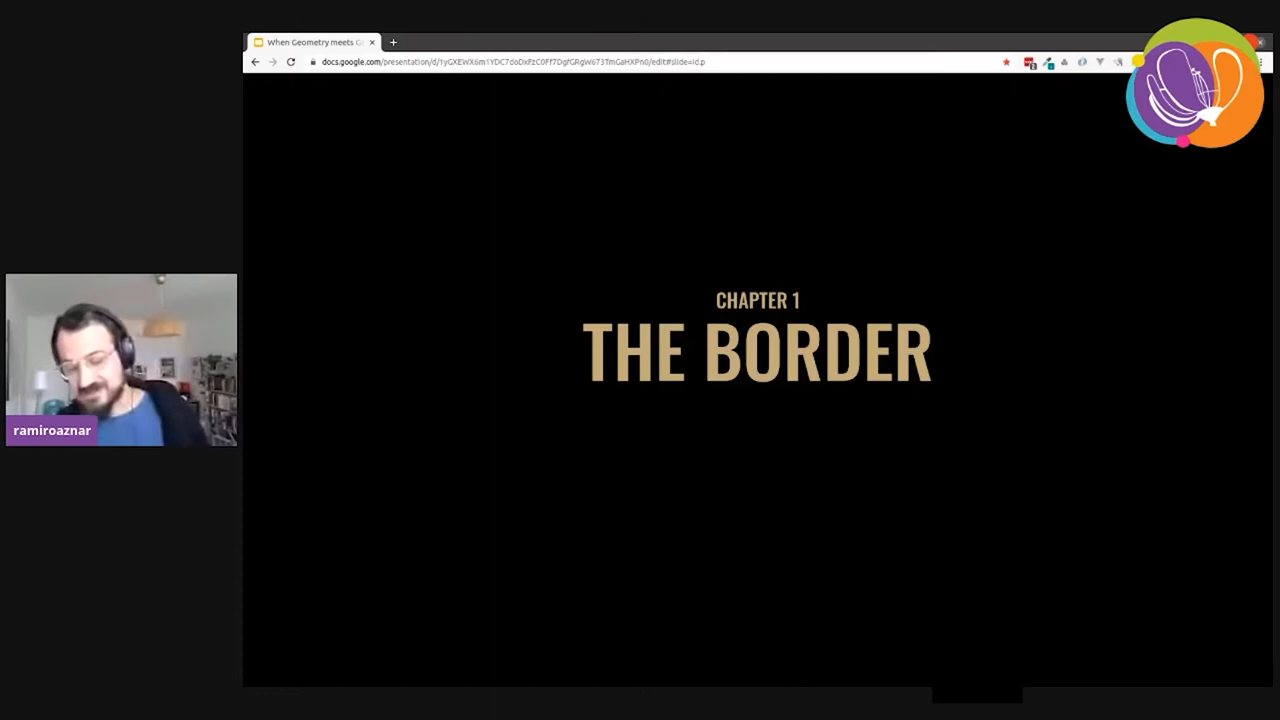 When Geometry meets G
docs.google.com/presentation/d/1yGXEWX6m1YDC7doDxFzC0Ff7DgfGRgW673TmGaHXPn0/edit#slide=id.p
CHAPTER 1
THE BORDER
ramiroaznar